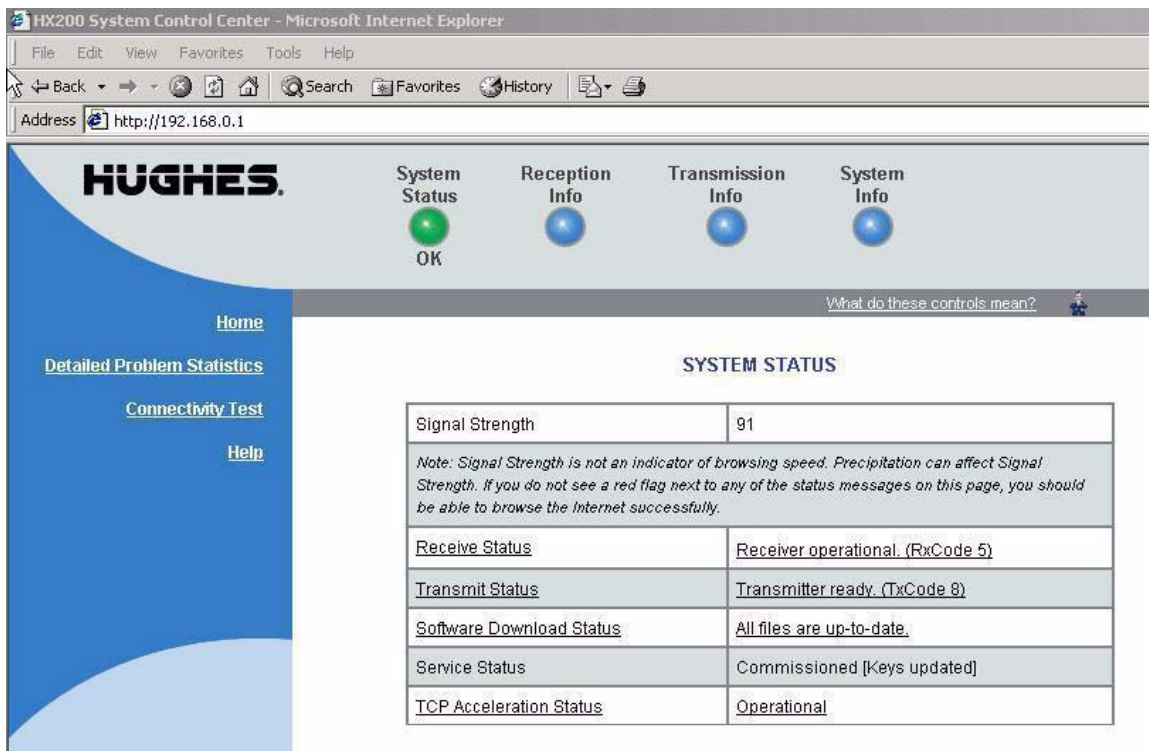 HX200 System Control Center - Microsoft Internet Explorer
File Edit View Favorites Tools Help
Back Search Favorites History
Address http://192.168.0.1
HUGHES.
System Status
OK
Reception Info
Transmission Info
System Info
What do these controls mean?
Home
Detailed Problem Statistics
Connectivity Test
Help
SYSTEM STATUS
Signal Strength 91
Note: Signal Strength is not an indicator of browsing speed. Precipitation can affect Signal
Strength. If you do not see a red flag next to any of the status messages on this page, you should
be able to browse the Internet successfully.
Receive Status Receiver operational. (RxCode 5)
Transmit Status Transmitter ready. (TxCode 8)
Software Download Status All files are up-to-date.
Service Status Commissioned [Keys updated]
TCP Acceleration Status Operational